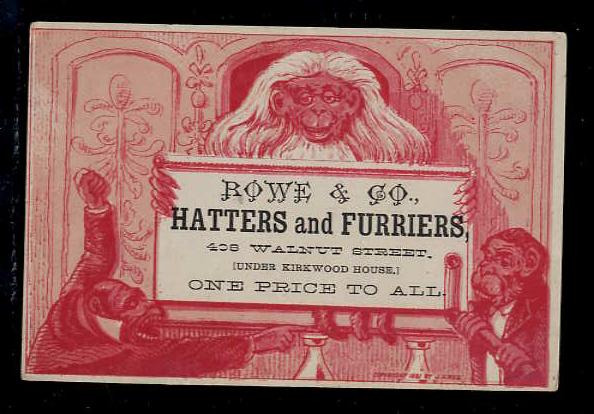 ROWE & CO.,
HATTERS and FURRIERS,
408 WALNUT STREET,
[UNDER KIRKWOOD HOUSE.]
ONE PRICE TO ALL.